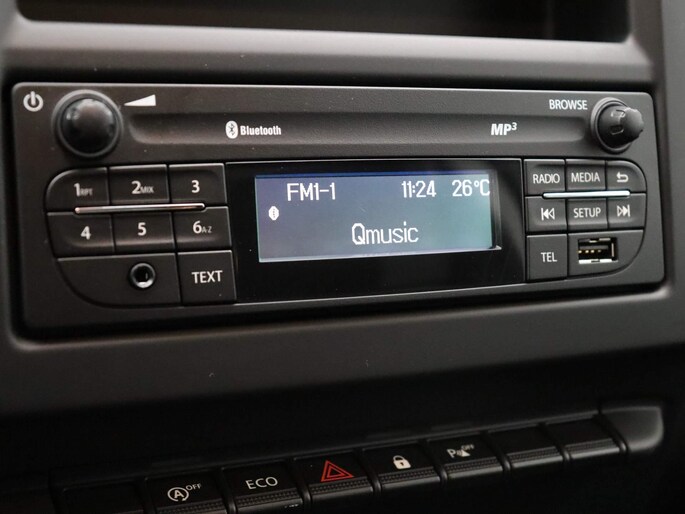 BROWSE
Bluetooth
MP3
1RPT
2MIX
3
4
5
6A-Z
TEXT
FM1-1 11:24 26°C
Qmusic
RADIO MEDIA
SETUP
TEL
A OFF
ECO
P OFF